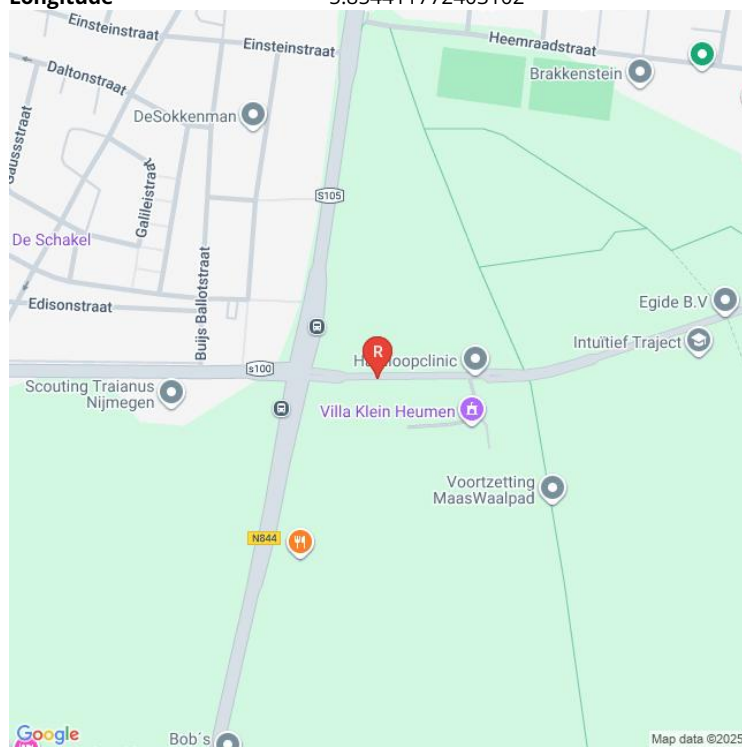 Einsteinstraat
Einsteinstraat
Heemraadstraat
Daltonstraat
Brakkenstein
DeSokkenman
Galileistraat
S105
De Schakel
Buijs Ballotstraat
Edisonstraat
Egide B.V
R
Intuïtief Traject
s100
Scouting Traianus
Nijmegen
Villa Klein Heumen
Voortzetting
MaasWaalpad
N844
Google
Bob's
Map data ©2025